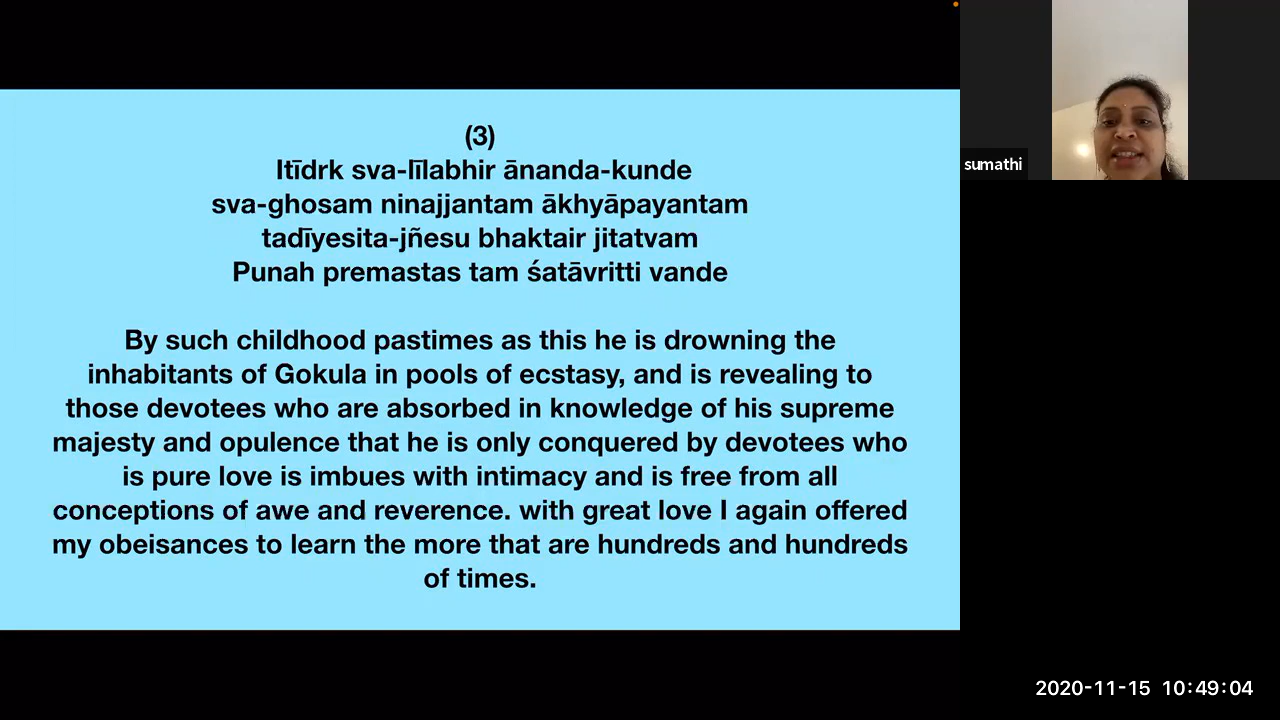 (3)
Itīdrk sva-līlabhir ānanda-kunde
sva-ghosam ninajjantam ākhyāpayantam
tadīyesita-jñesu bhaktair jitatvam
Punah premastas tam śatāvritti vande
By such childhood pastimes as this he is drowning the
inhabitants of Gokula in pools of ecstasy, and is revealing to
those devotees who are absorbed in knowledge of his supreme
majesty and opulence that he is only conquered by devotees who
is pure love is imbues with intimacy and is free from all
conceptions of awe and reverence. with great love I again offered
my obeisances to learn the more that are hundreds and hundreds
of times.
sumathi
2020-11-15 10:49:04